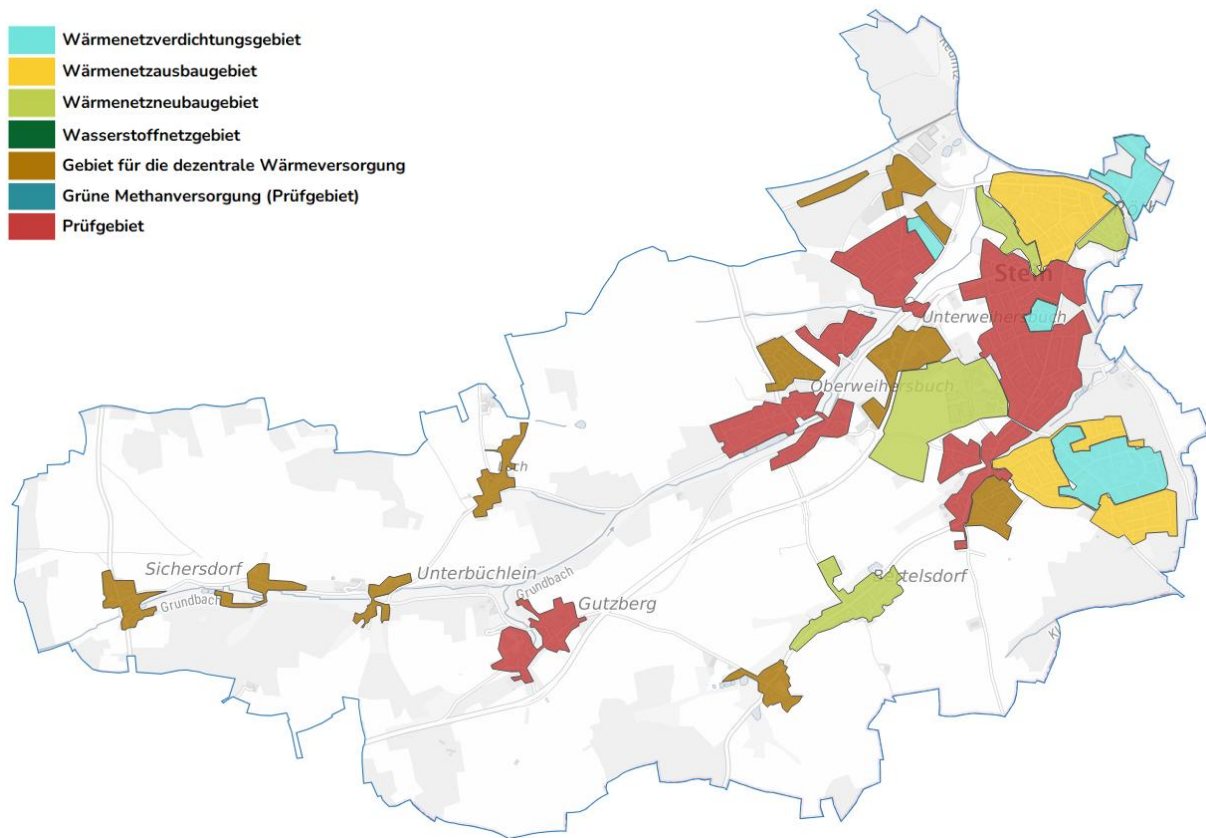 Wärmenetzverdichtungsgebiet
Wärmenetzausbaugebiet
Wärmenetzneubaugebiet
Wasserstoffnetzgebiet
Gebiet für die dezentrale Wärmeversorgung
Grüne Methanversorgung (Prüfgebiet)
Prüfgebiet
Stein
Unterweihersbuch
Oberweihersbuch
Sichersdorf
Grundbach
Unterbüchlein
Grundbach
Gutzberg
Bertelsdorf